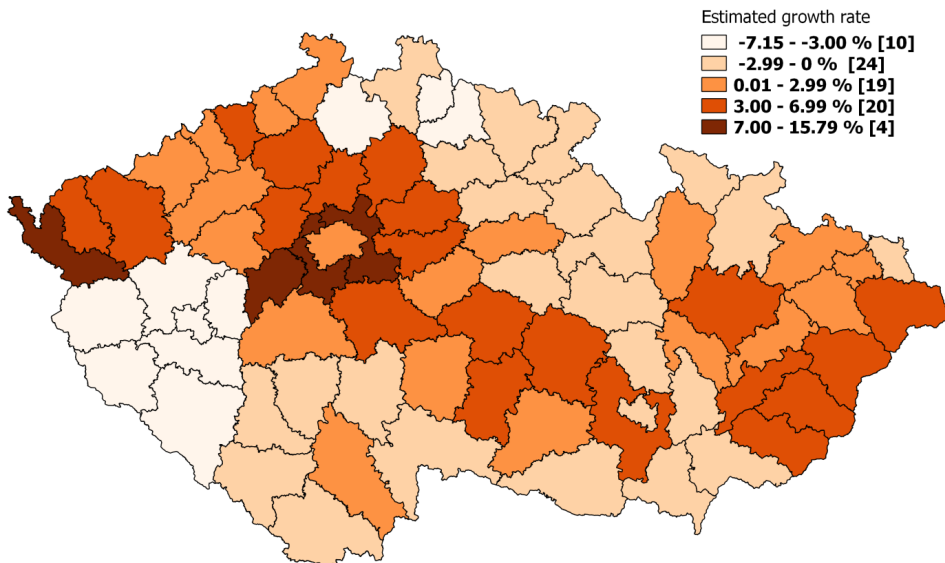 Estimated growth rate
-7.15 - -3.00 % [10]
-2.99 - 0 % [24]
0.01 - 2.99 % [19]
3.00 - 6.99 % [20]
7.00 - 15.79 % [4]